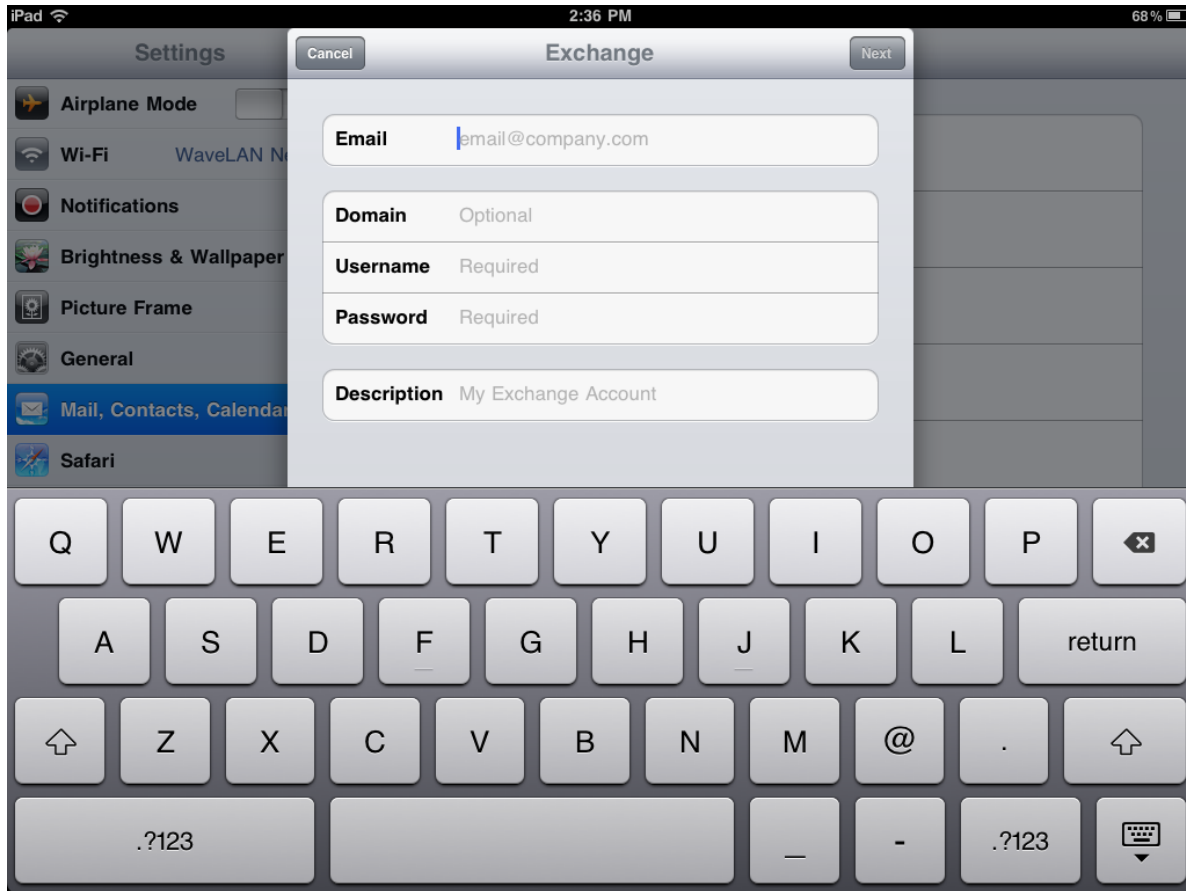 iPad 2:36 PM 68%
Settings Cancel Exchange Next
Airplane Mode
Email email@company.com
Wi-Fi WaveLAN Ne
Notifications
Domain Optional
Brightness & Wallpaper
Username Required
Picture Frame
Password Required
General
Description My Exchange Account
Mail, Contacts, Calendar
Safari
Q W E R T Y U I O P
A S D F G H J K L return
Z X C V B N M @ .
.?123 _ - .?123